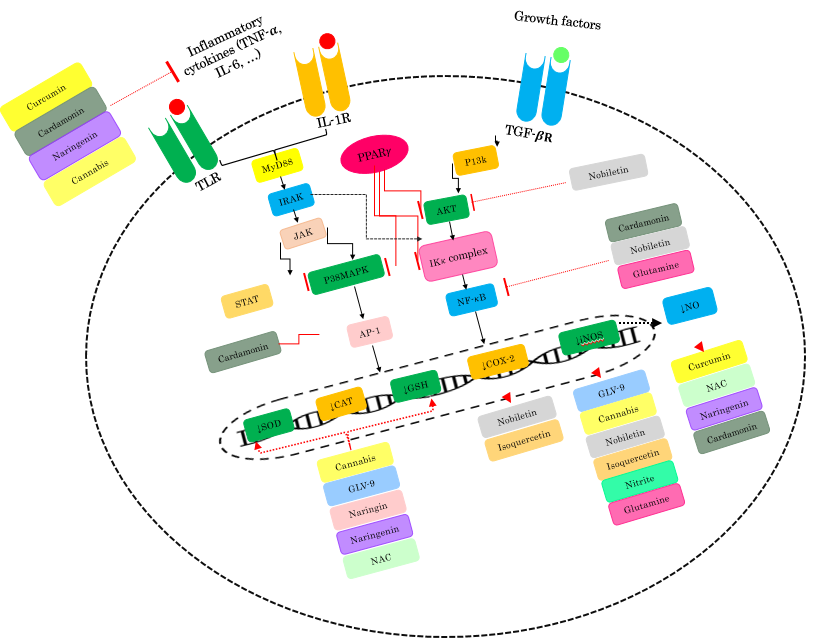 Inflammatory
cytokines (TNF-α,
IL-6, ...)
Growth factors
Curcumin
Cardamonin
Naringenin
Cannabis
TLR
IL-1R
TGF-βR
MyD88
IRAK
JAK
STAT
P38MAPK
AP-1
PPARγ
P13k
AKT
IKκ complex
NF-κB
Nobiletin
Cardamonin
Nobiletin
Glutamine
Cardamonin
↓SOD
↓CAT
↓GSH
↓COX-2
↓iNOS
↓NO
Cannabis
GLV-9
Naringin
Naringenin
NAC
Nobiletin
Isoquercetin
GLV-9
Cannabis
Nobiletin
Isoquercetin
Nitrite
Glutamine
Curcumin
NAC
Naringenin
Cardamonin